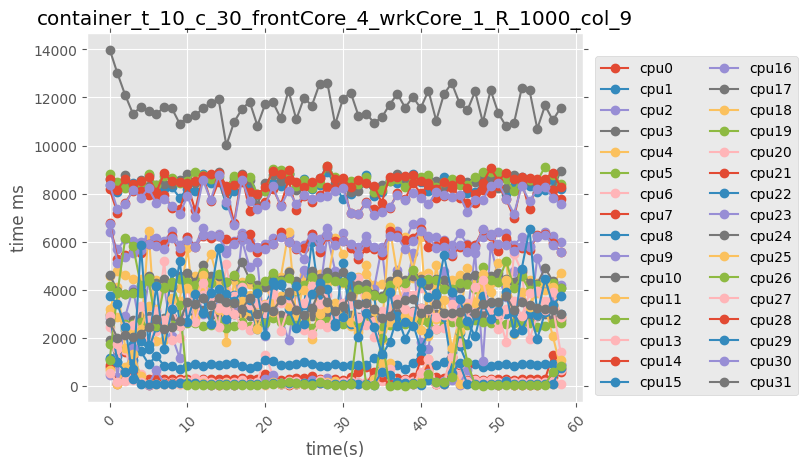 container_t_10_c_30_frontCore_4_wrkCore_1_R_1000_col_9
14000
12000
10000
8000
6000
4000
2000
0
time ms
0
10
20
30
40
50
60
time(s)
cpu0
cpu1
cpu2
cpu3
cpu4
cpu5
cpu6
cpu7
cpu8
cpu9
cpu10
cpu11
cpu12
cpu13
cpu14
cpu15
cpu16
cpu17
cpu18
cpu19
cpu20
cpu21
cpu22
cpu23
cpu24
cpu25
cpu26
cpu27
cpu28
cpu29
cpu30
cpu31